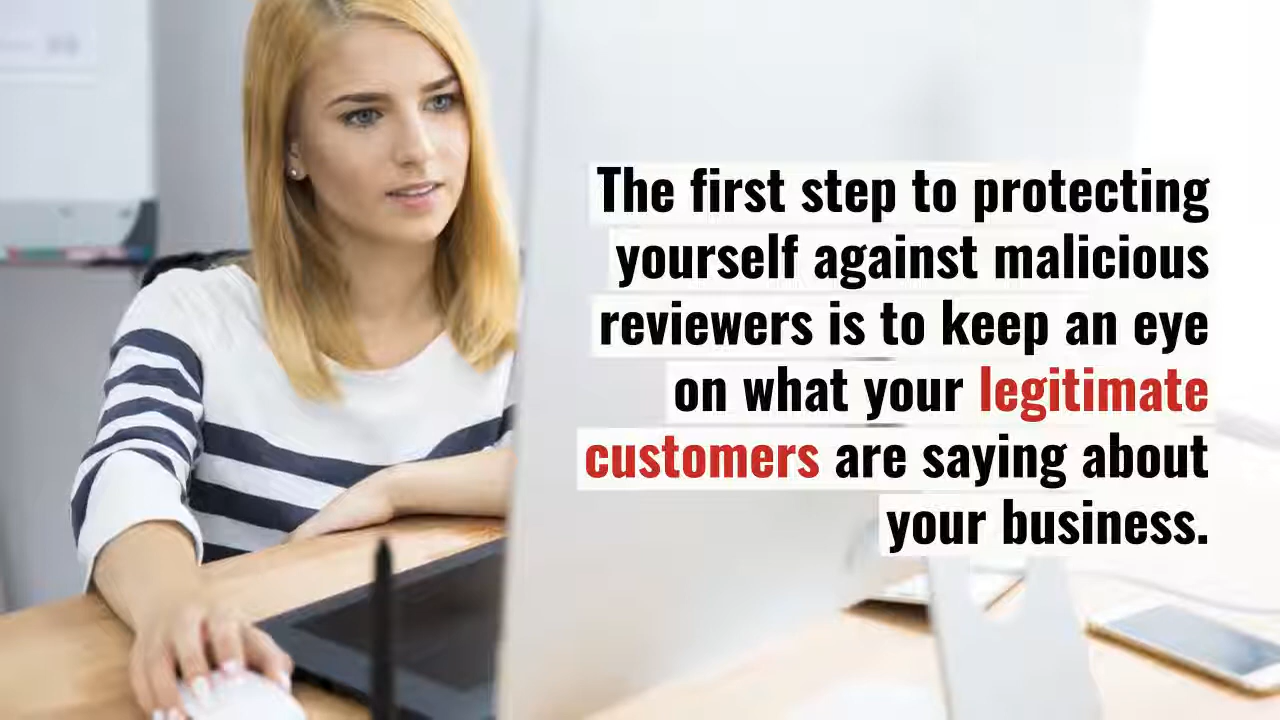 The first step to protecting
yourself against malicious
reviewers is to keep an eye
on what your legitimate
customers are saying about
your business.